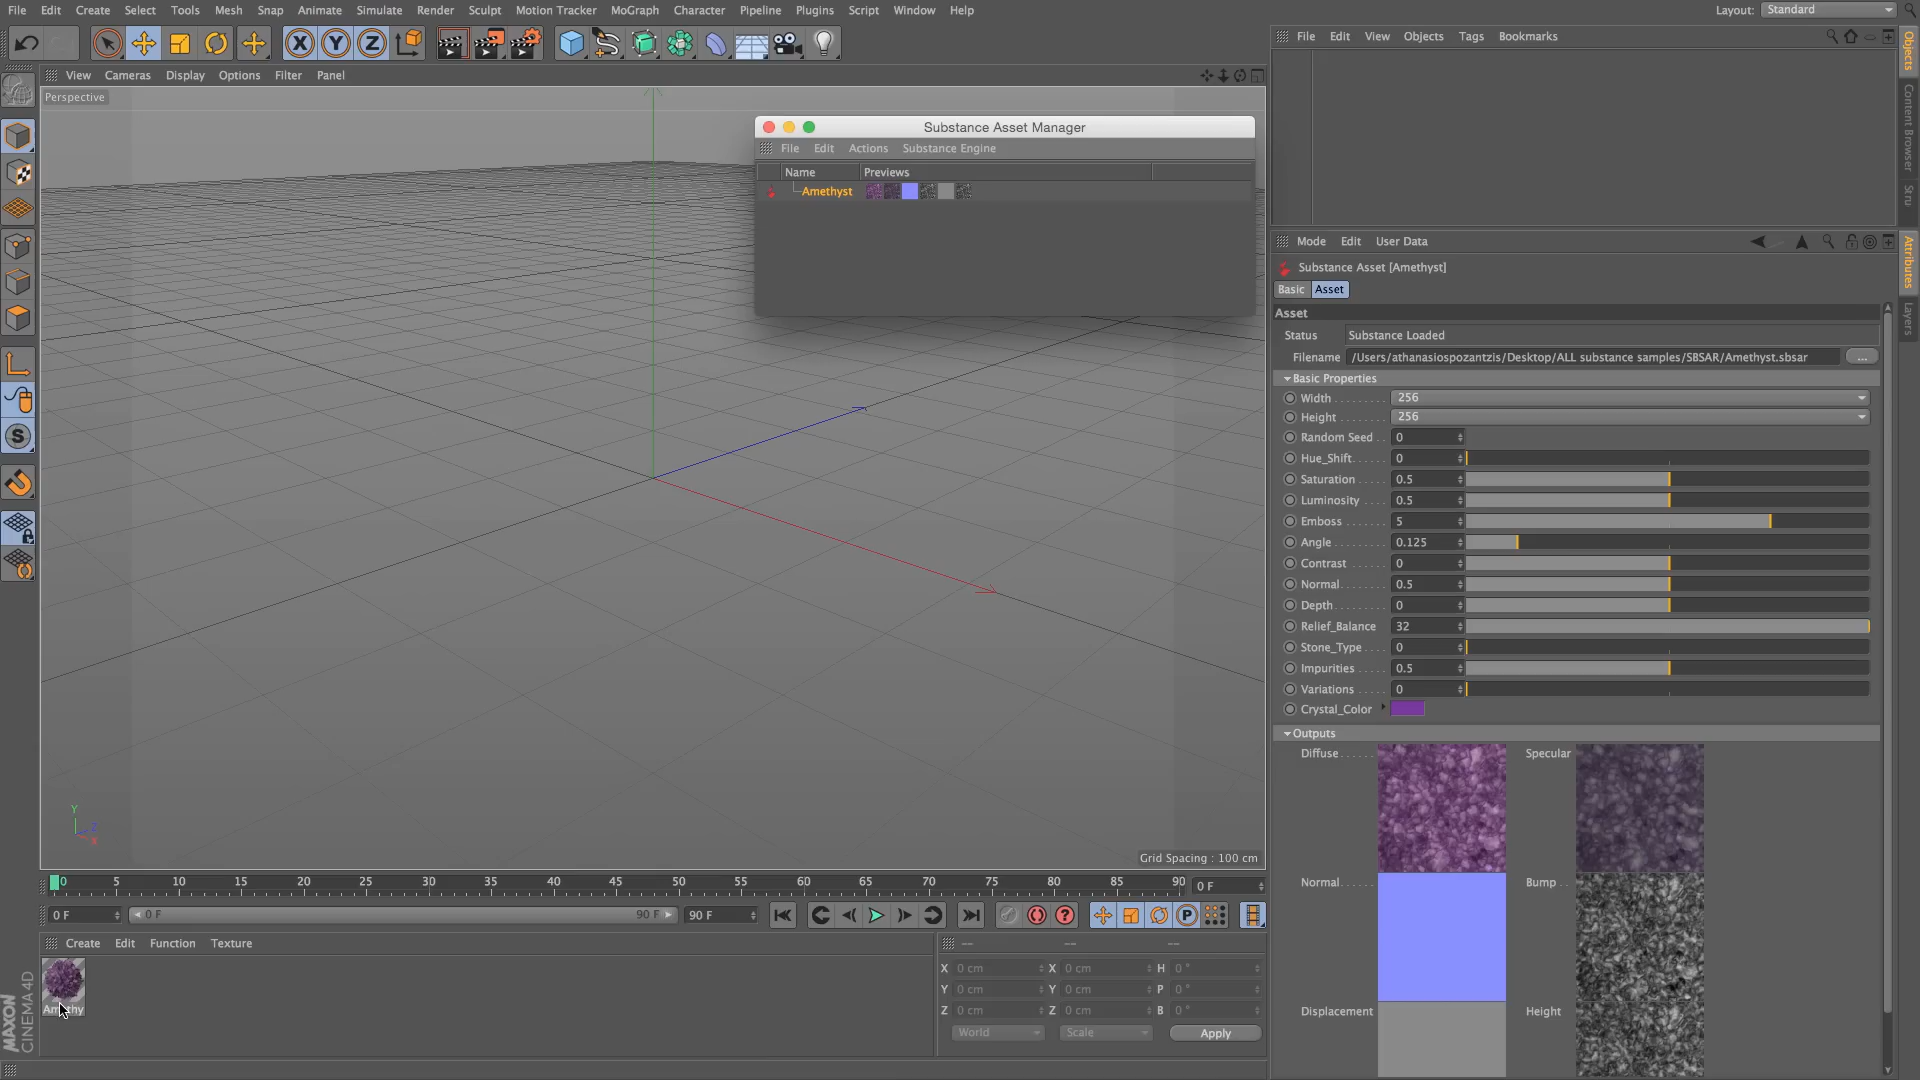 File Edit Create Select Tools Mesh Snap Animate Simulate Render Sculpt Motion Tracker MoGraph Character Pipeline Plugins Script Window Help
Layout: Standard
X Y Z
File Edit View Objects Tags Bookmarks
Objects
Content Browser
Stru
View Cameras Display Options Filter Panel
Perspective
Substance Asset Manager
File Edit Actions Substance Engine
Name Previews
Amethyst
Mode Edit User Data
Attributes
Layers
Substance Asset [Amethyst]
Basic Asset
Asset
Status Substance Loaded
Filename /Users/athanasiospozantzis/Desktop/ALL substance samples/SBSAR/Amethyst.sbsar ...
Basic Properties
Width 256
Height 256
Random Seed 0
Hue_Shift 0
Saturation 0.5
Luminosity 0.5
Emboss 5
Angle 0.125
Contrast 0
Normal 0.5
Depth 0
Relief_Balance 32
Stone_Type 0
Impurities 0.5
Variations 0
Crystal_Color
Outputs
Diffuse Specular
Normal Bump
Displacement Height
S
Y
Z
X
Grid Spacing : 100 cm
0 5 10 15 20 25 30 35 40 45 50 55 60 65 70 75 80 85 90 0 F
0 F 0 F 90 F 90 F ? P
Create Edit Function Texture
Amethy
-- -- --
X 0 cm X 0 cm H 0 °
Y 0 cm Y 0 cm P 0 °
Z 0 cm Z 0 cm B 0 °
World Scale Apply
MAXON
CINEMA 4D